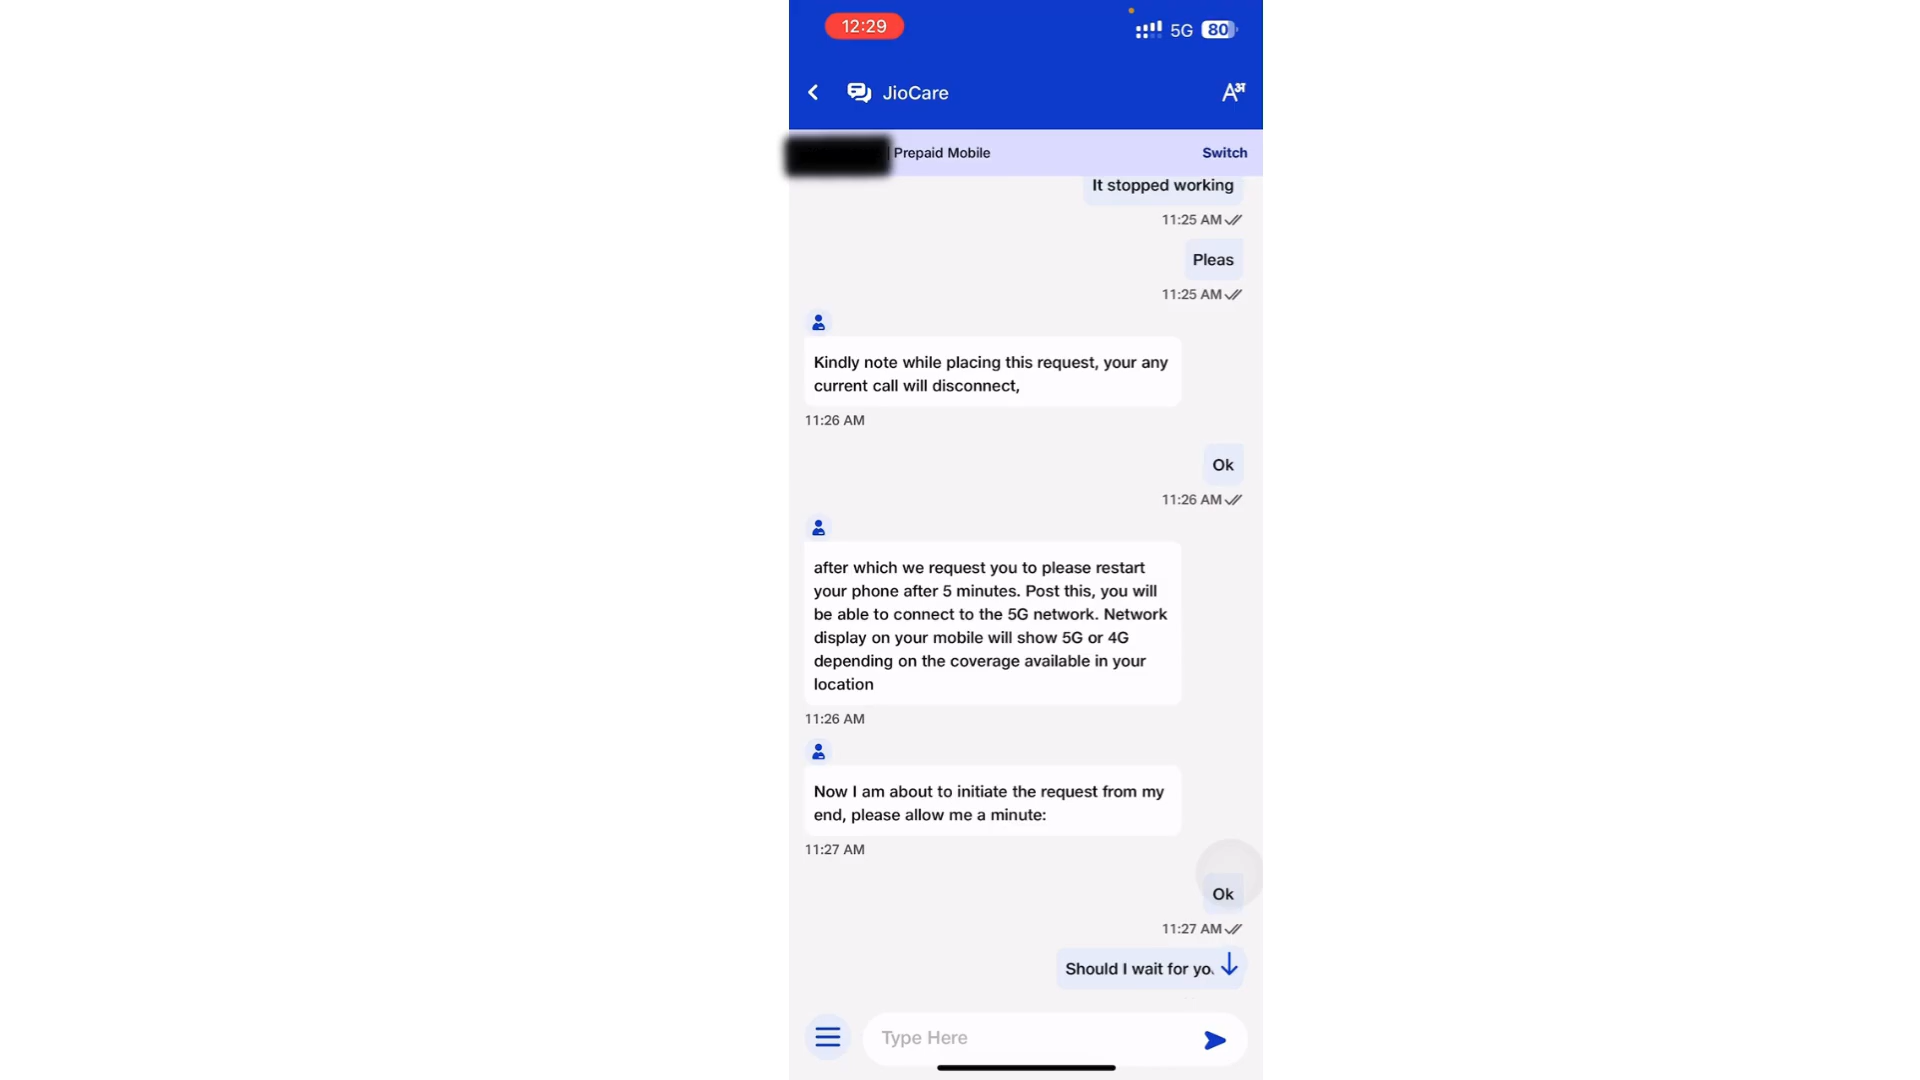 12:29
5G 80
JioCare
Aअ
| Prepaid Mobile
Switch
It stopped working
11:25 AM
Pleas
11:25 AM
Kindly note while placing this request, your any
current call will disconnect,
11:26 AM
Ok
11:26 AM
after which we request you to please restart
your phone after 5 minutes. Post this, you will
be able to connect to the 5G network. Network
display on your mobile will show 5G or 4G
depending on the coverage available in your
location
11:26 AM
Now I am about to initiate the request from my
end, please allow me a minute:
11:27 AM
Ok
11:27 AM
Should I wait for
Type Here